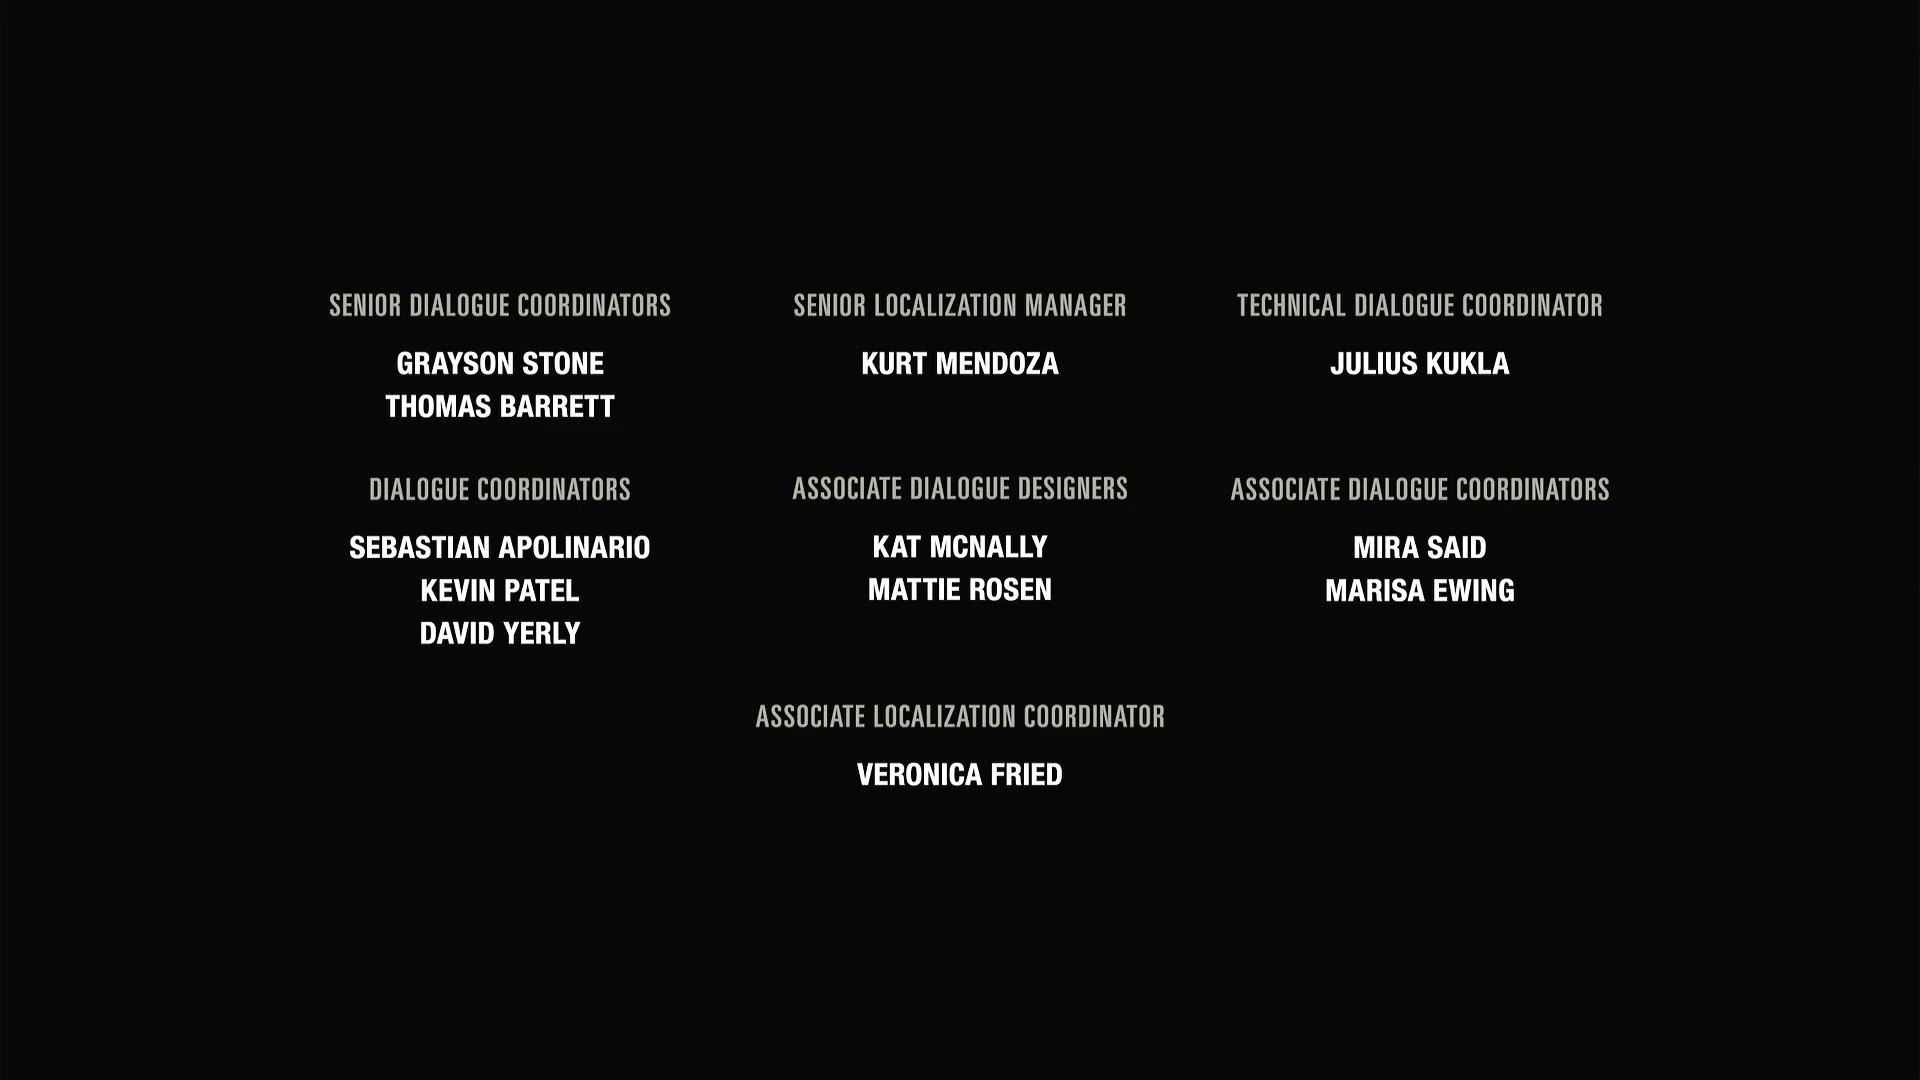 SENIOR DIALOGUE COORDINATORS
GRAYSON STONE
THOMAS BARRETT
SENIOR LOCALIZATION MANAGER
KURT MENDOZA
TECHNICAL DIALOGUE COORDINATOR
JULIUS KUKLA
DIALOGUE COORDINATORS
SEBASTIAN APOLINARIO
KEVIN PATEL
DAVID YERLY
ASSOCIATE DIALOGUE DESIGNERS
KAT MCNALLY
MATTIE ROSEN
ASSOCIATE DIALOGUE COORDINATORS
MIRA SAID
MARISA EWING
ASSOCIATE LOCALIZATION COORDINATOR
VERONICA FRIED